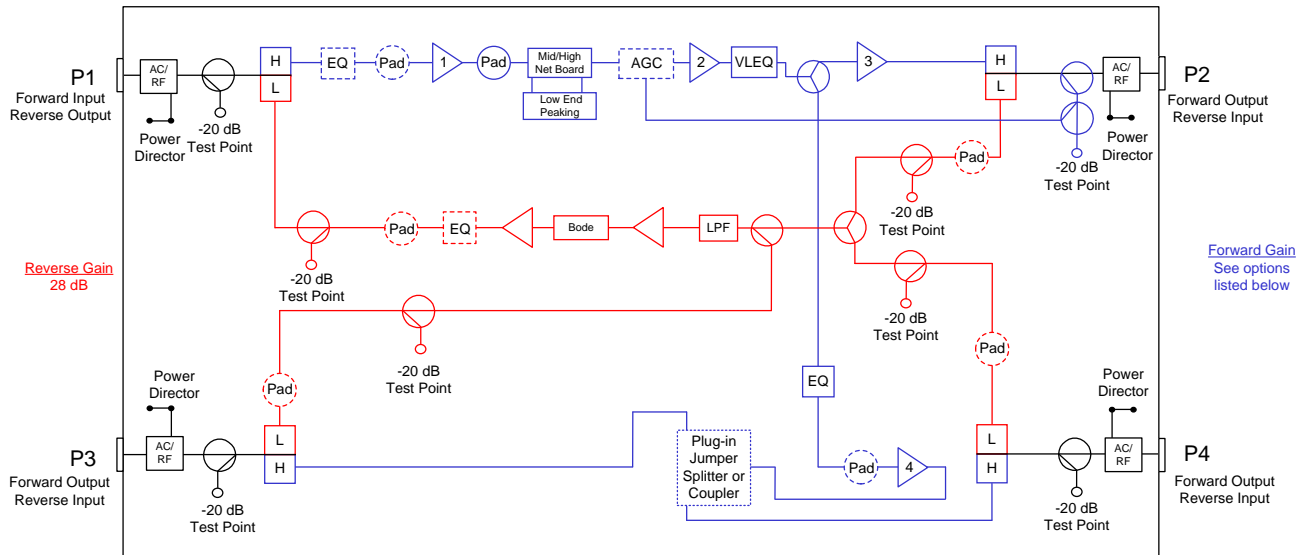 P1
Forward Input
Reverse Output
AC/
RF
Power
Director
-20 dB
Test Point
H
L
EQ
Pad
1
Pad
Mid/High
Net Board
Low End
Peaking
AGC
2
VLEQ
3
H
L
-20 dB
Test Point
AC/
RF
Power
Director
P2
Forward Output
Reverse Input
Pad
-20 dB
Test Point
-20 dB
Test Point
Pad
EQ
Bode
LPF
-20 dB
Test Point
Reverse Gain
28 dB
Forward Gain
See options
listed below
-20 dB
Test Point
Pad
Pad
EQ
Power
Director
P3
Forward Output
Reverse Input
AC/
RF
-20 dB
Test Point
L
H
Plug-in
Jumper
Splitter or
Coupler
Pad
4
L
H
-20 dB
Test Point
Power
Director
AC/
RF
P4
Forward Output
Reverse Input